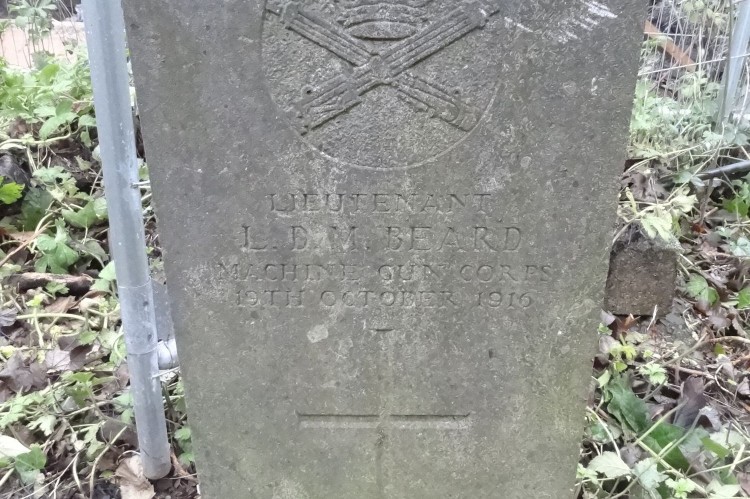 LIEUTENANT
L. B. M. BEARD
MACHINE GUN CORPS
19TH OCTOBER 1916